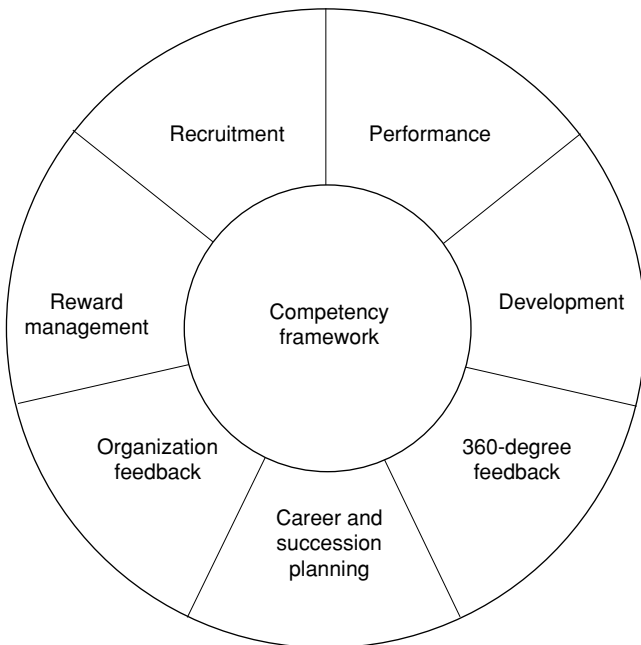 Recruitment
Performance
Reward
management
Competency
framework
Development
Organization
feedback
360-degree
feedback
Career and
succession
planning